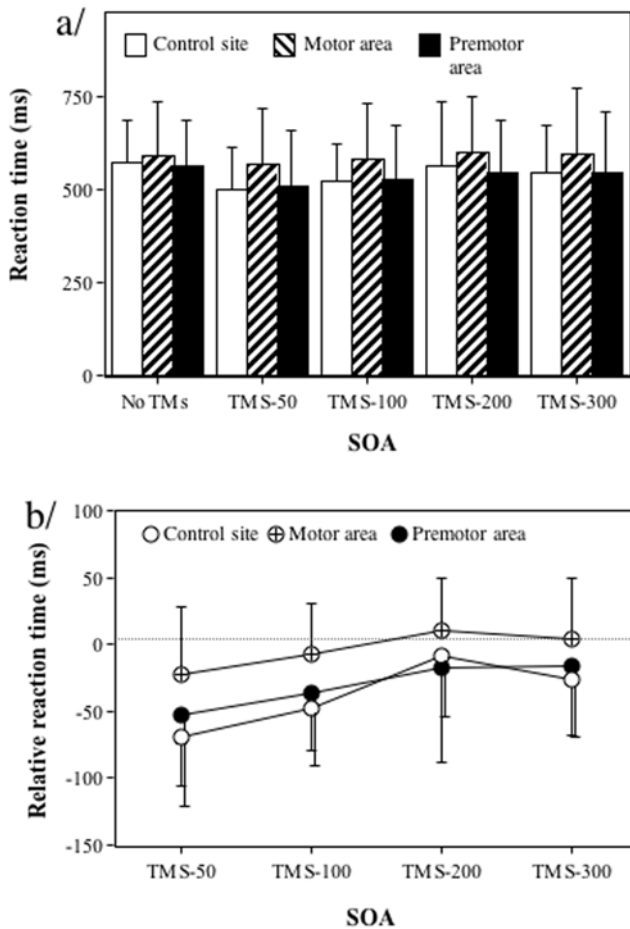 a/
Control site Motor area Premotor
area
Reaction time (ms)
750
500
250
0
No TMs TMS-50 TMS-100 TMS-200 TMS-300
SOA
b/
Control site Motor area Premotor area
Relative reaction time (ms)
100
50
0
-50
-100
-150
TMS-50 TMS-100 TMS-200 TMS-300
SOA